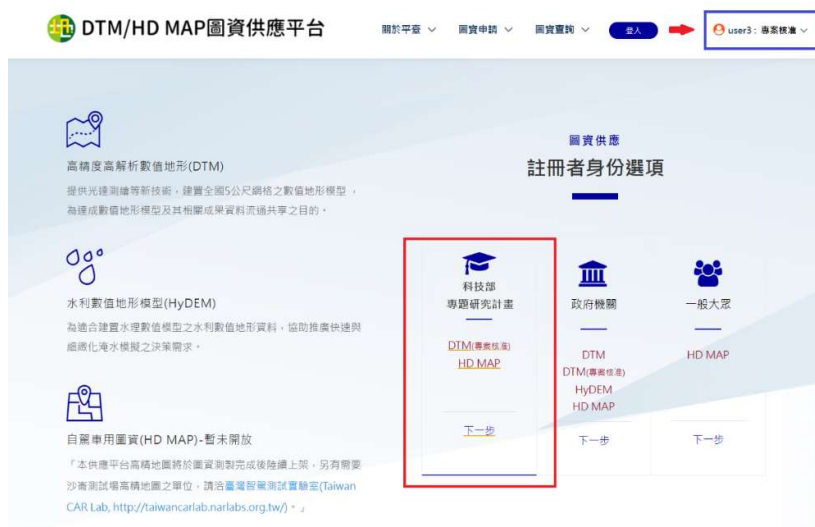 DTM/HD MAP圖資供應平台
關於平臺
圖資申請
圖資查詢
登入
user3：專案核准
高精度高解析數值地形(DTM)
提供光達測繪等新技術，建置全國5公尺網格之數值地形模型，
為達成數值地形模型及其相關成果資料流通共享之目的。
水利數值地形模型(HyDEM)
為適合建置水理數值模型之水利數值地形資料，協助推廣快速與
細緻化淹水模擬之決策需求。
自駕車用圖資(HD MAP)-暫未開放
「本供應平台高精地圖將於圖資測製完成後陸續上架，另有需要
沙崙測試場高精地圖之單位，請洽臺灣智駕測試實驗室(Taiwan
CAR Lab, http://taiwancarlab.narlabs.org.tw/)。」
圖資供應
註冊者身份選項
科技部
專題研究計畫
DTM(專案核准)
HD MAP
下一步
政府機關
DTM
DTM(專案核准)
HyDEM
HD MAP
下一步
一般大眾
HD MAP
下一步